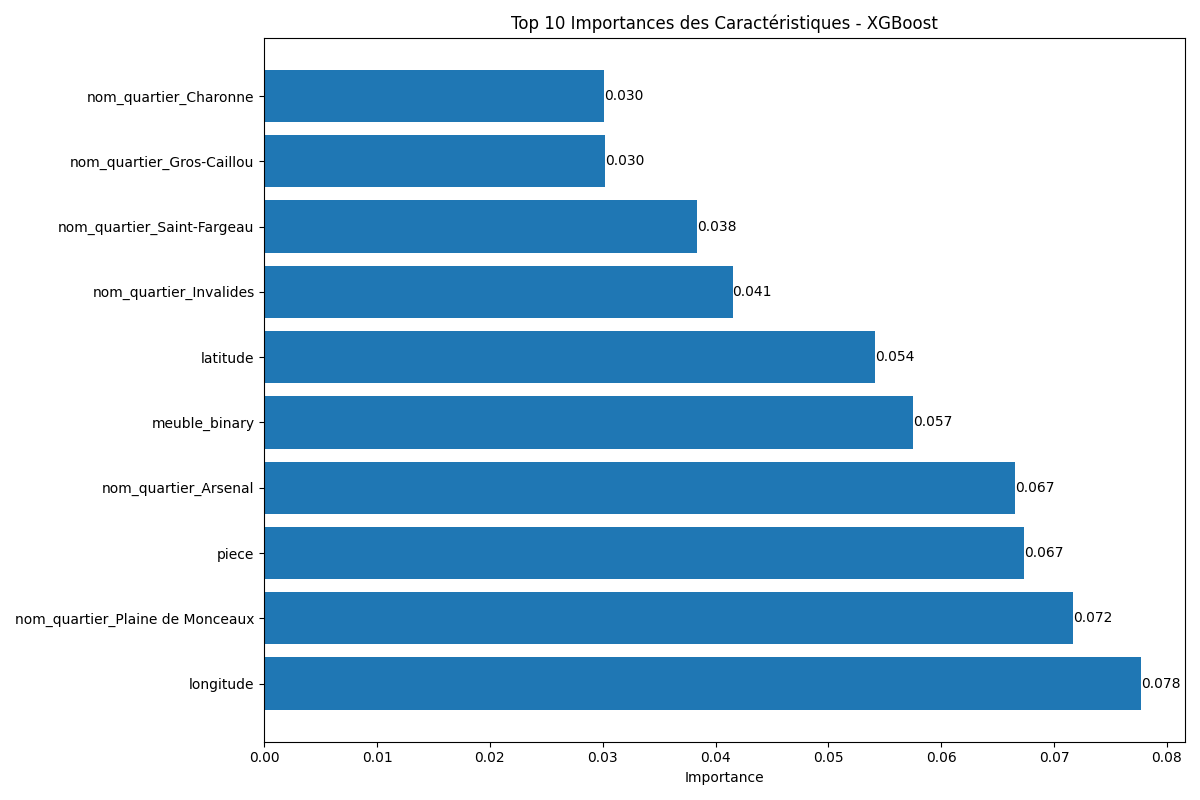 Top 10 Importances des Caractéristiques - XGBoost
nom_quartier_Charonne 0.030
nom_quartier_Gros-Caillou 0.030
nom_quartier_Saint-Fargeau 0.038
nom_quartier_Invalides 0.041
latitude 0.054
meuble_binary 0.057
nom_quartier_Arsenal 0.067
piece 0.067
nom_quartier_Plaine de Monceaux 0.072
longitude 0.078
0.00 0.01 0.02 0.03 0.04 0.05 0.06 0.07 0.08
Importance